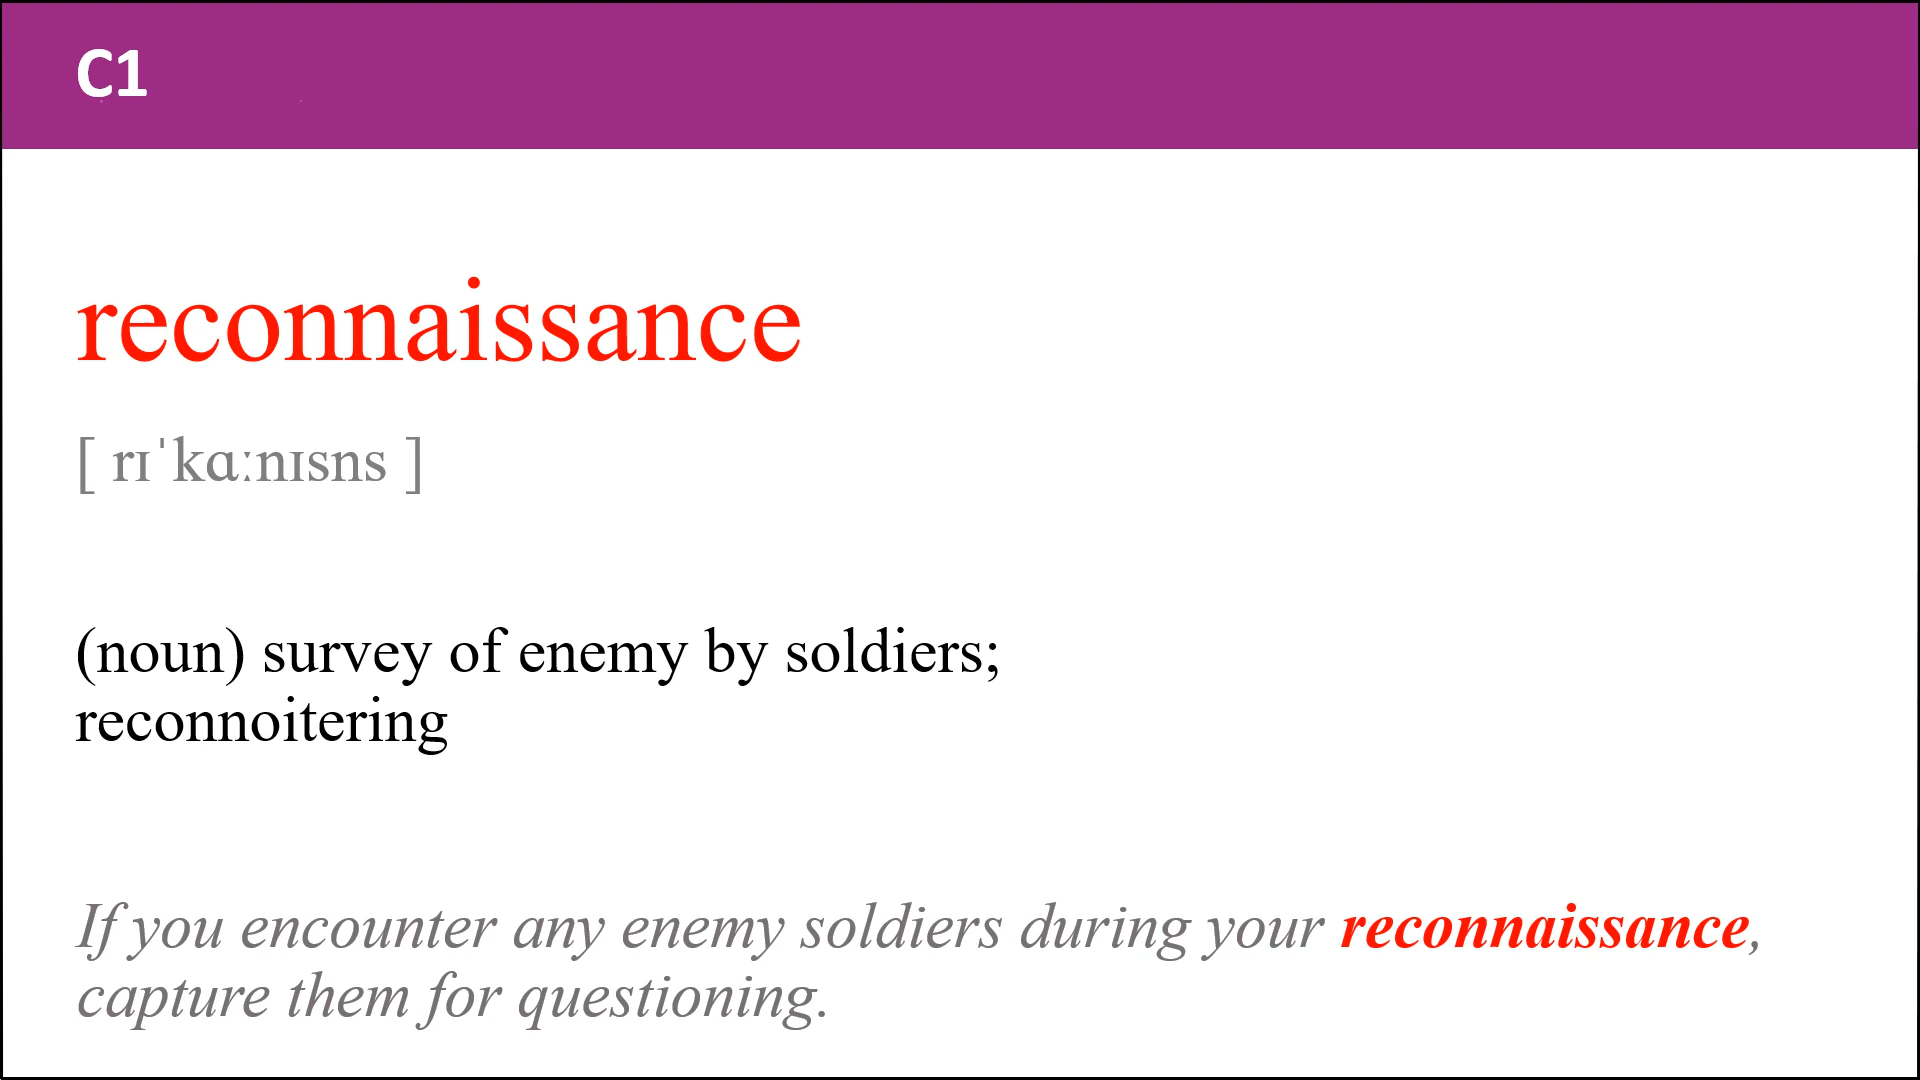 C1
reconnaissance
[ rɪˈkɑːnɪsns ]
(noun) survey of enemy by soldiers;
reconnoitering
If you encounter any enemy soldiers during your reconnaissance,
capture them for questioning.